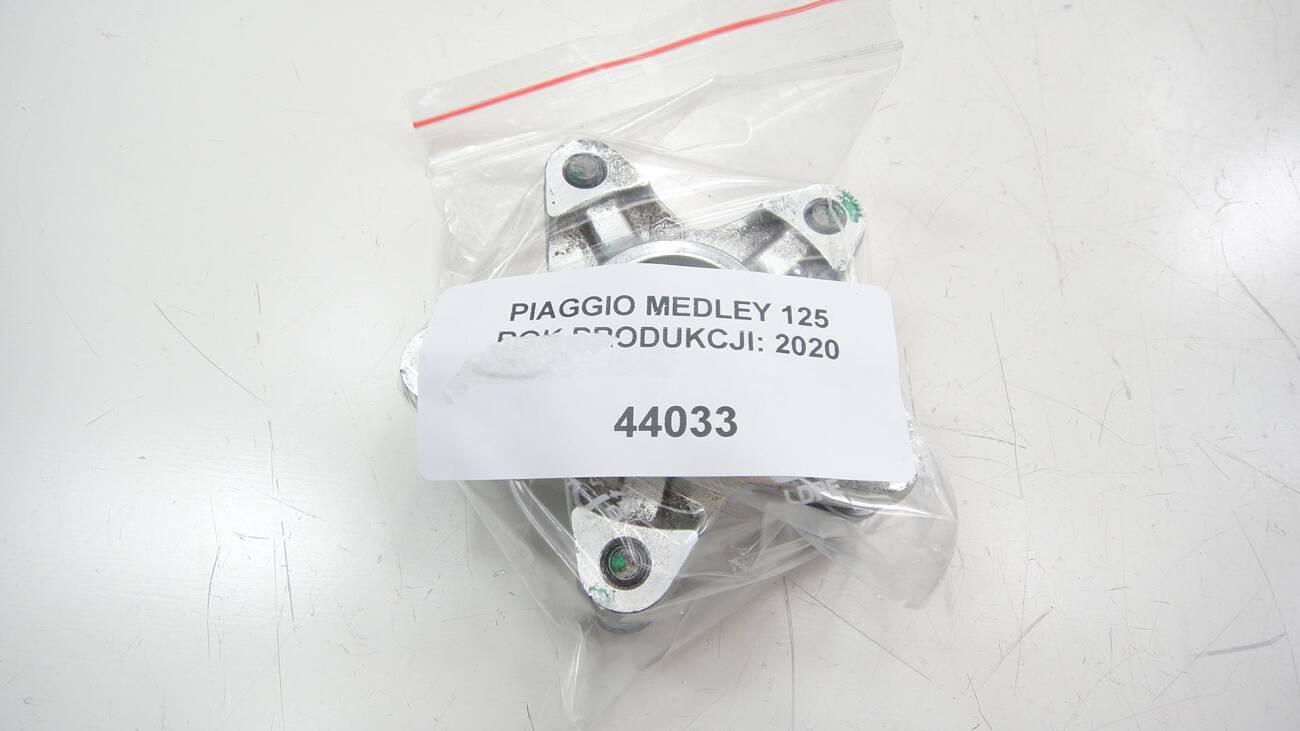 PIAGGIO MEDLEY 125
ROK PRODUKCJI: 2020
44033